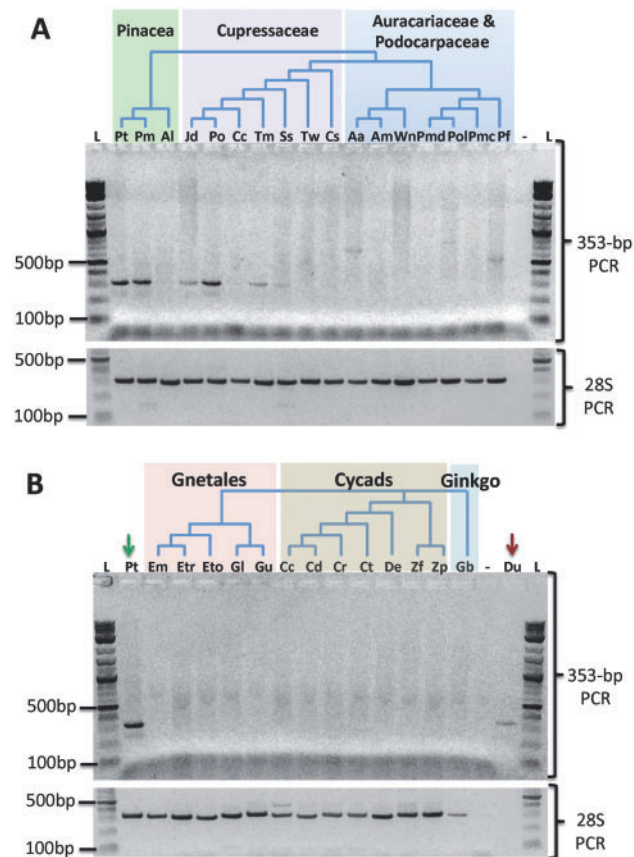 A
Pinacea Cupressaceae Auracariaceae &
Podocarpaceae
L Pt Pm Al Jd Po Cc Tm Ss Tw Cs Aa Am Wn Pmd Pol Pmc Pf - L
500bp
100bp
353-bp
PCR
500bp
100bp
28S
PCR
B
Gnetales Cycads Ginkgo
L Pt Em Etr Eto Gl Gu Cc Cd Cr Ct De Zf Zp Gb - Du L
500bp
100bp
353-bp
PCR
500bp
100bp
28S
PCR